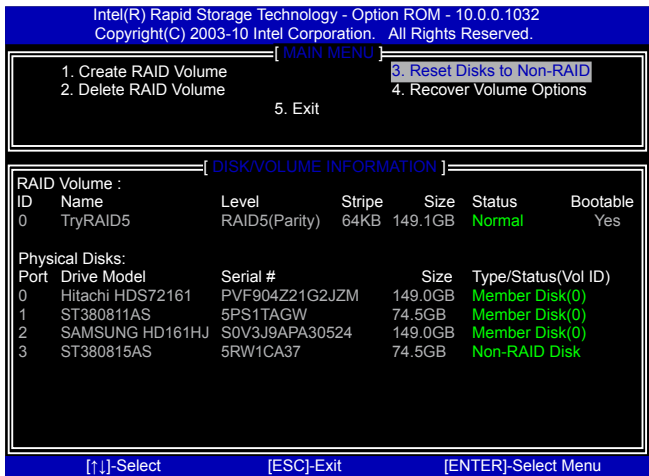 Intel(R) Rapid Storage Technology - Option ROM - 10.0.0.1032
Copyright(C) 2003-10 Intel Corporation. All Rights Reserved.
[ MAIN MENU ]
1. Create RAID Volume 3. Reset Disks to Non-RAID
2. Delete RAID Volume 4. Recover Volume Options
5. Exit
[ DISK/VOLUME INFORMATION ]
RAID Volume :
ID Name Level Stripe Size Status Bootable
0 TryRAID5 RAID5(Parity) 64KB 149.1GB Normal Yes
Physical Disks:
Port Drive Model Serial # Size Type/Status(Vol ID)
0 Hitachi HDS72161 PVF904Z21G2JZM 149.0GB Member Disk(0)
1 ST380811AS 5PS1TAGW 74.5GB Member Disk(0)
2 SAMSUNG HD161HJ S0V3J9APA30524 149.0GB Member Disk(0)
3 ST380815AS 5RW1CA37 74.5GB Non-RAID Disk
[↑↓]-Select [ESC]-Exit [ENTER]-Select Menu